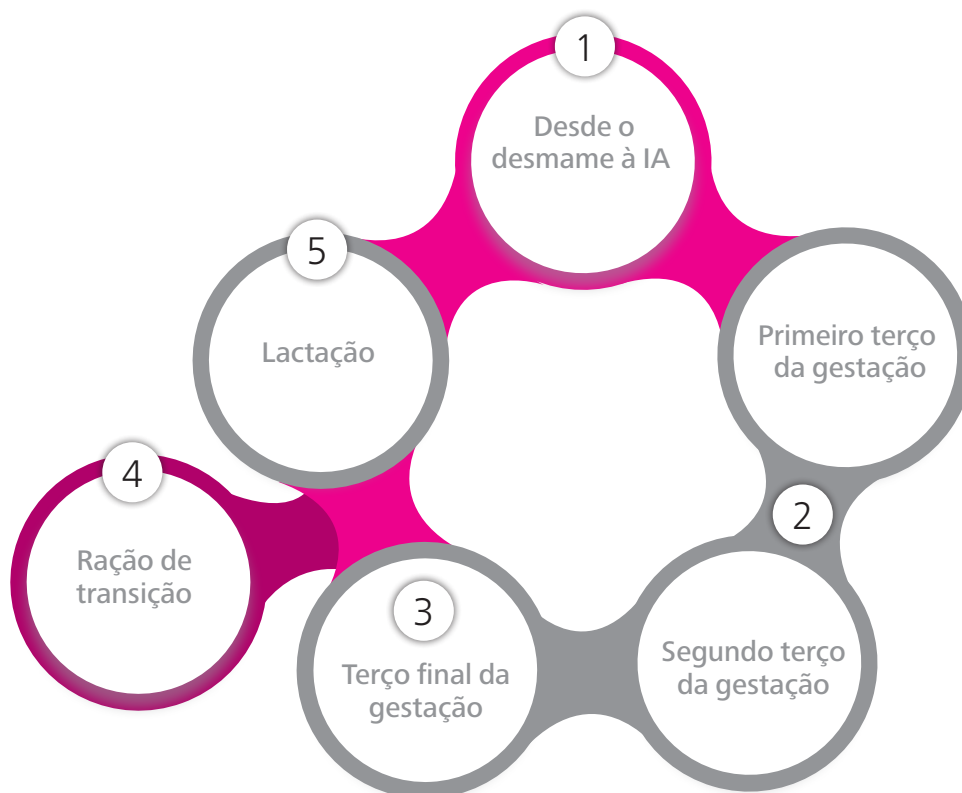 1
Desde o
desmame à IA
Primeiro terço
da gestação
2
Segundo terço
da gestação
3
Terço final da
gestação
4
Ração de
transição
5
Lactação